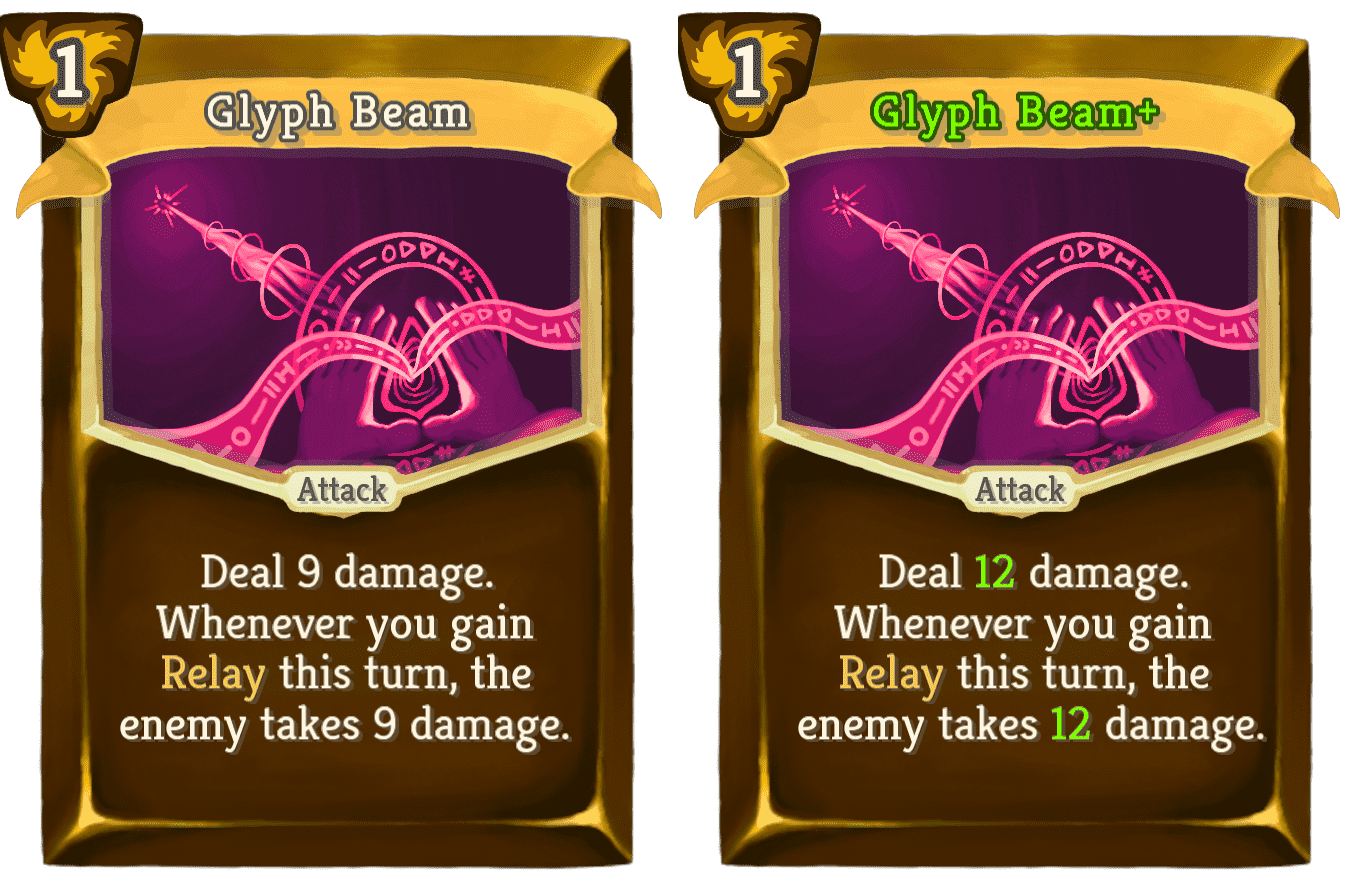 1
Glyph Beam
Attack
Deal 9 damage.
Whenever you gain
Relay this turn, the
enemy takes 9 damage.
1
Glyph Beam+
Attack
Deal 12 damage.
Whenever you gain
Relay this turn, the
enemy takes 12 damage.